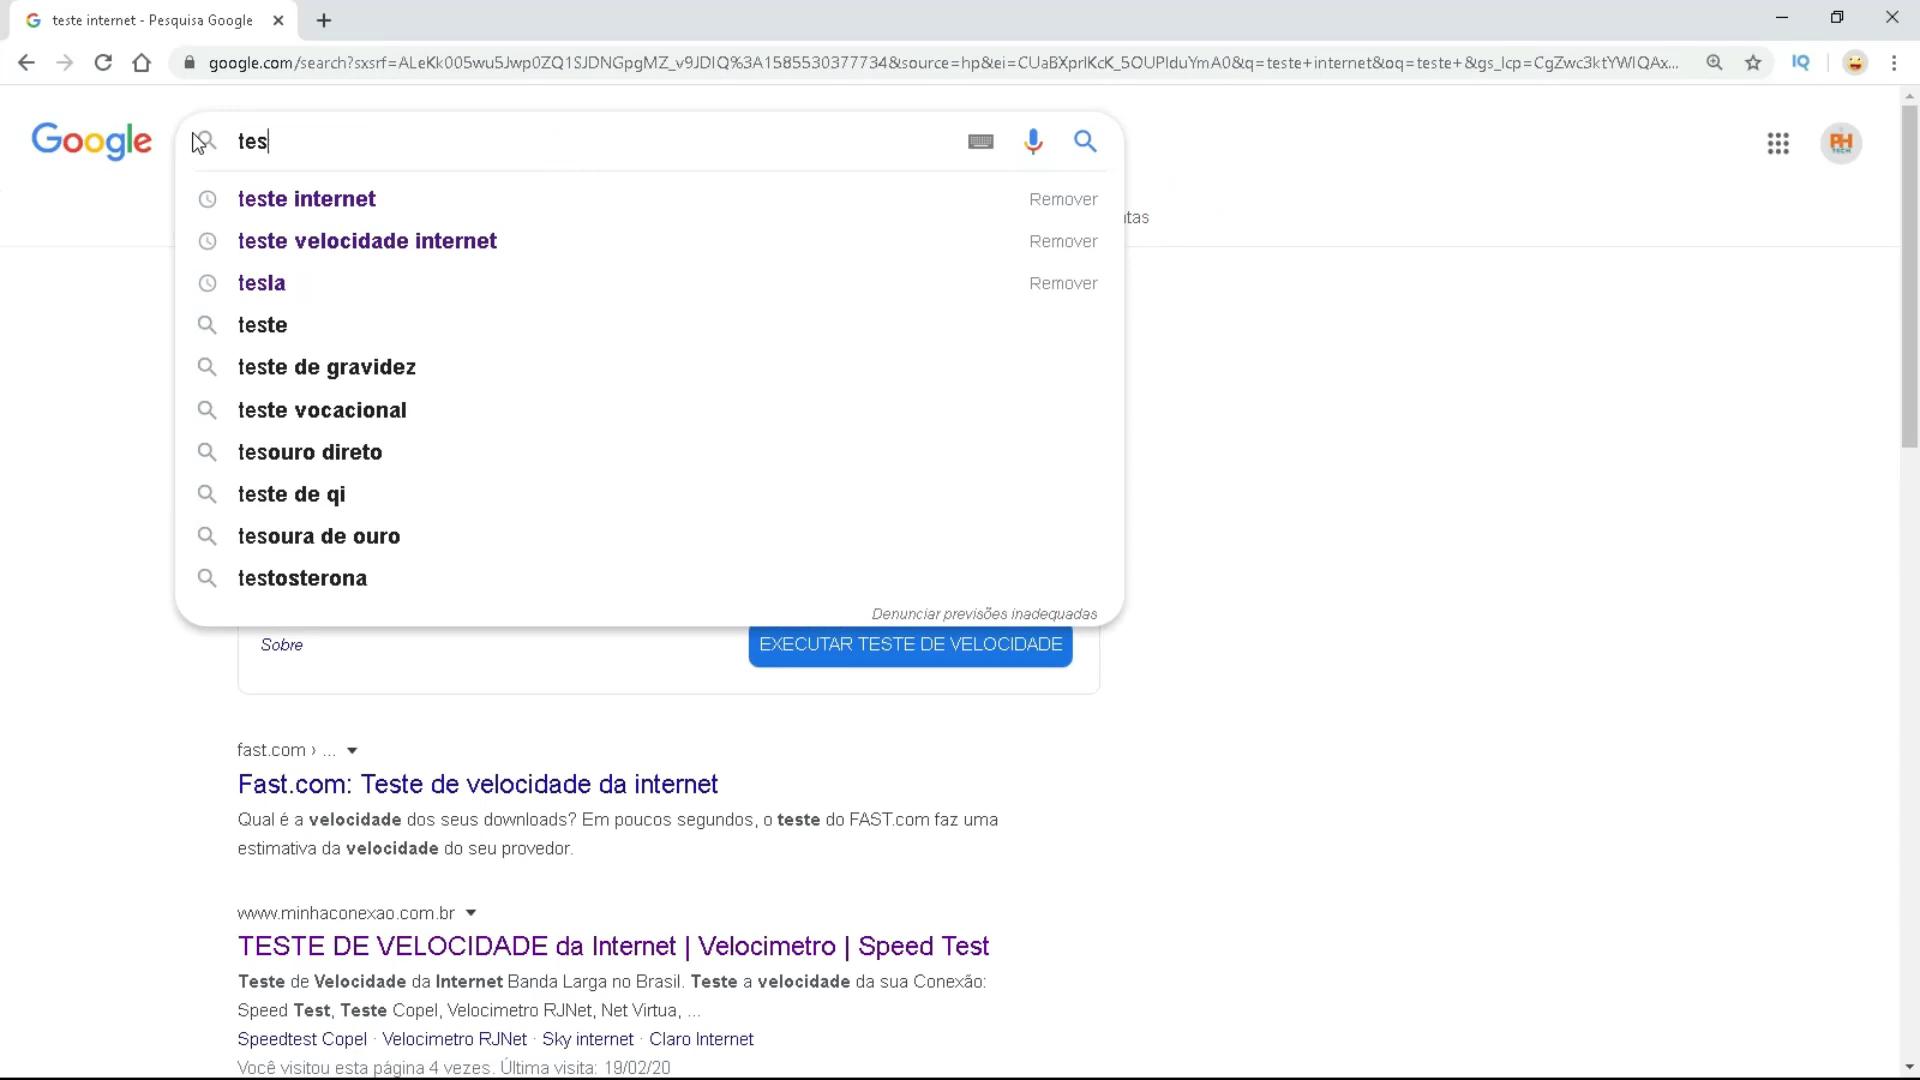 teste internet - Pesquisa Google
google.com/search?sxsrf=ALeKk005wu5Jwp0ZQ1SJDNGpgMZ_v9JDIQ%3A1585530377734&source=hp&ei=CUaBXprlKcK_5OUPlduYmA0&q=teste+internet&oq=teste+&gs_lcp=CgZwc3ktYWIQAx...
IQ
Google
tes
PH
TECH
teste internet Remover
tas
teste velocidade internet Remover
tesla Remover
teste
teste de gravidez
teste vocacional
tesouro direto
teste de qi
tesoura de ouro
testosterona
Denunciar previsões inadequadas
Sobre EXECUTAR TESTE DE VELOCIDADE
fast.com › ...
Fast.com: Teste de velocidade da internet
Qual é a velocidade dos seus downloads? Em poucos segundos, o teste do FAST.com faz uma
estimativa da velocidade do seu provedor.
www.minhaconexao.com.br
TESTE DE VELOCIDADE da Internet | Velocimetro | Speed Test
Teste de Velocidade da Internet Banda Larga no Brasil. Teste a velocidade da sua Conexão:
Speed Test, Teste Copel, Velocimetro RJNet, Net Virtua, ...
Speedtest Copel · Velocimetro RJNet · Sky internet · Claro Internet
Você visitou esta página 4 vezes. Última visita: 19/02/20